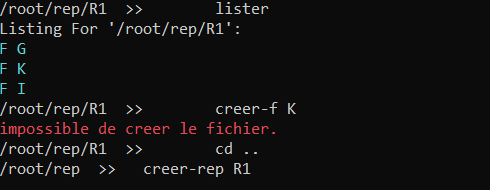 /root/rep/R1  >>       lister
Listing For '/root/rep/R1':
F G
F K
F I
/root/rep/R1  >>       creer-f K
impossible de creer le fichier.
/root/rep/R1  >>       cd ..
/root/rep  >>   creer-rep R1